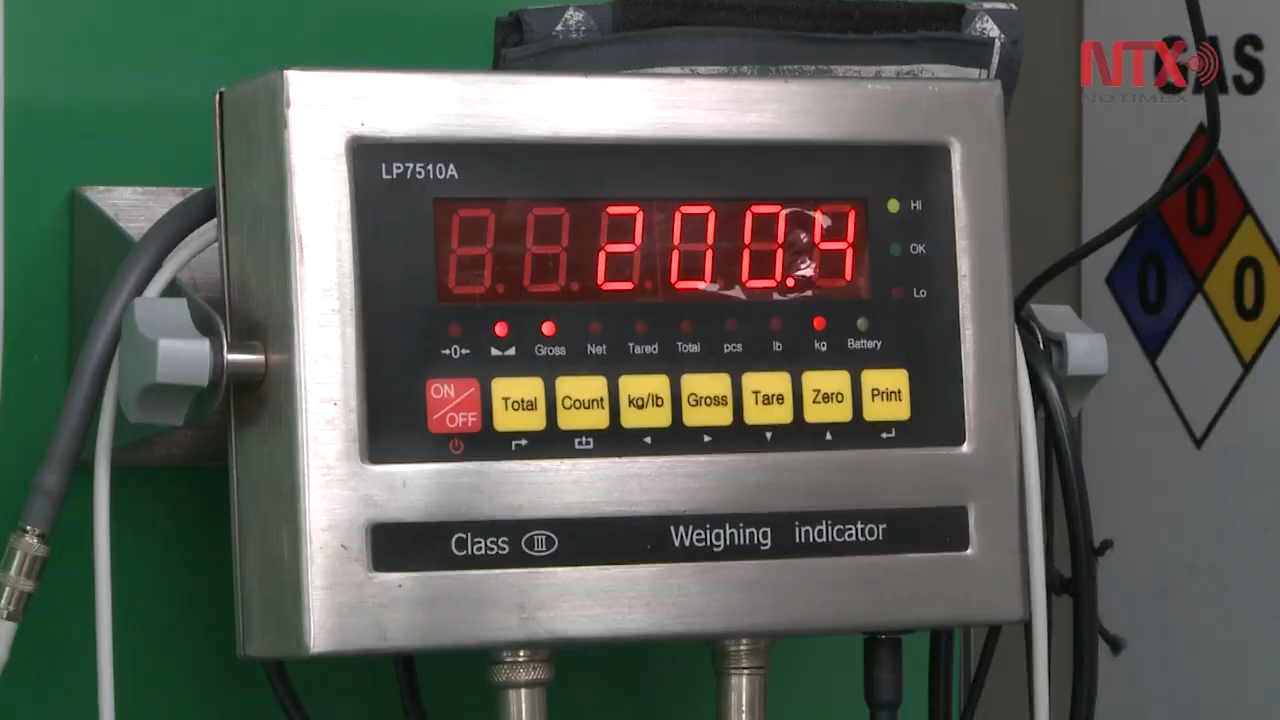 NTX
NOTIMEX
GAS
LP7510A
200.4
Hi
OK
Lo
→0← Gross Net Tared Total pcs lb kg Battery
ON/OFF Total Count kg/lb Gross Tare Zero Print
Class III Weighing indicator
0
0 0